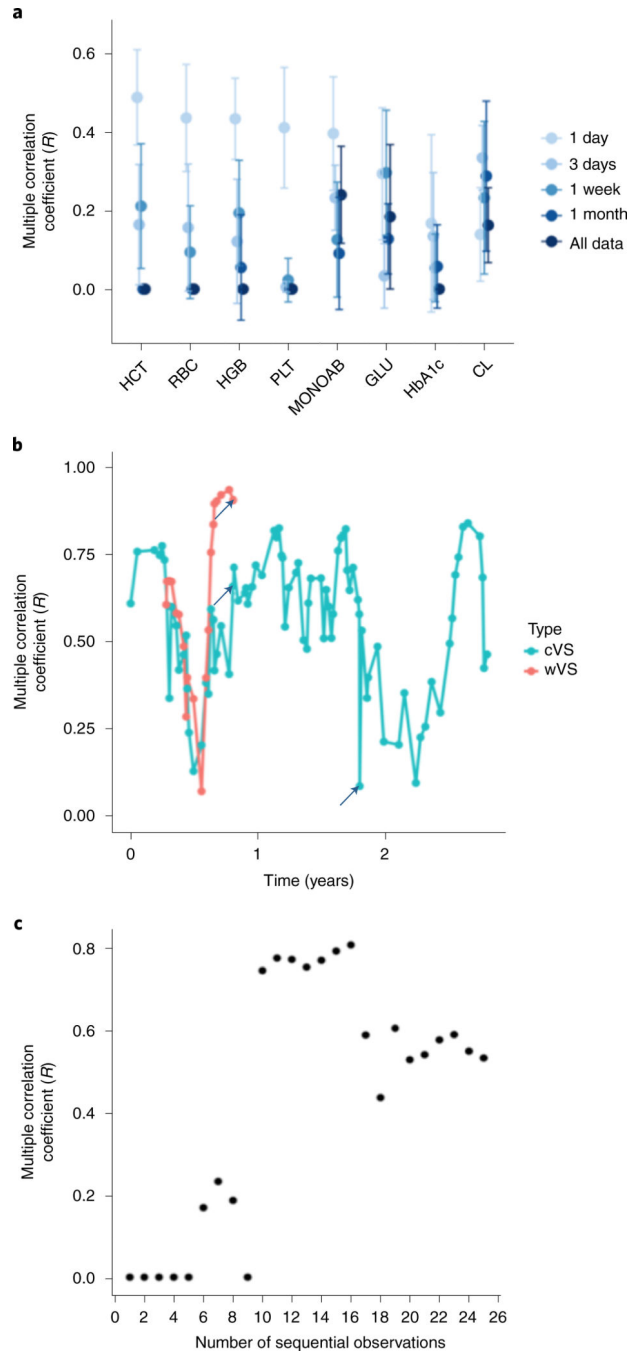 a
Multiple correlation
coefficient (R)
0.6
0.4
0.2
0.0
HCT
RBC
HGB
PLT
MONOAB
GLU
HbA1c
CL
1 day
3 days
1 week
1 month
All data
b
Multiple correlation
coefficient (R)
1.00
0.75
0.50
0.25
0.00
0
1
2
Time (years)
Type
cVS
wVS
c
Multiple correlation
coefficient (R)
0.8
0.6
0.4
0.2
0.0
0 2 4 6 8 10 12 14 16 18 20 22 24 26
Number of sequential observations